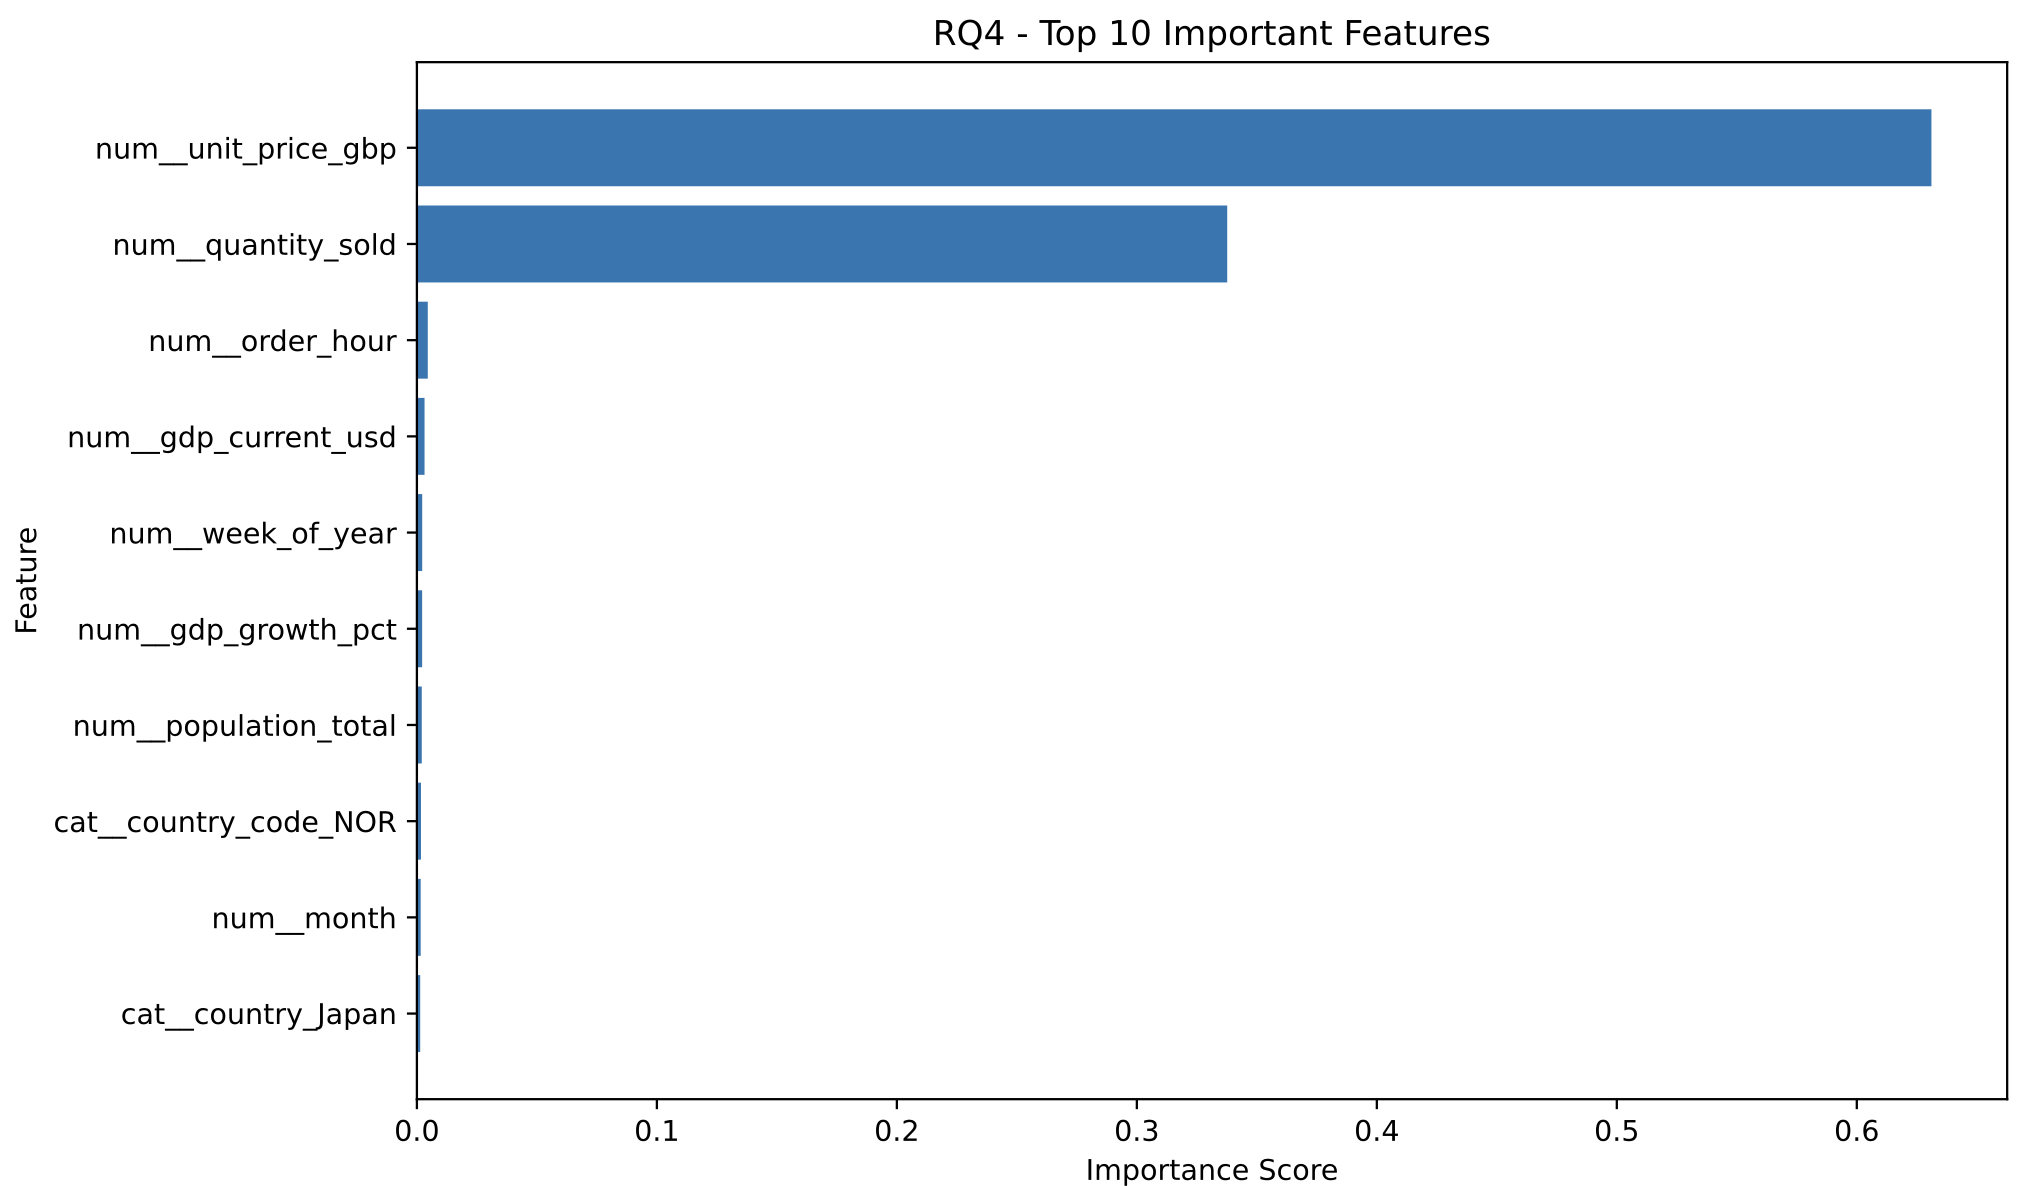 RQ4 - Top 10 Important Features
num__unit_price_gbp
num__quantity_sold
num__order_hour
num__gdp_current_usd
num__week_of_year
num__gdp_growth_pct
num__population_total
cat__country_code_NOR
num__month
cat__country_Japan
Feature
0.0 0.1 0.2 0.3 0.4 0.5 0.6
Importance Score